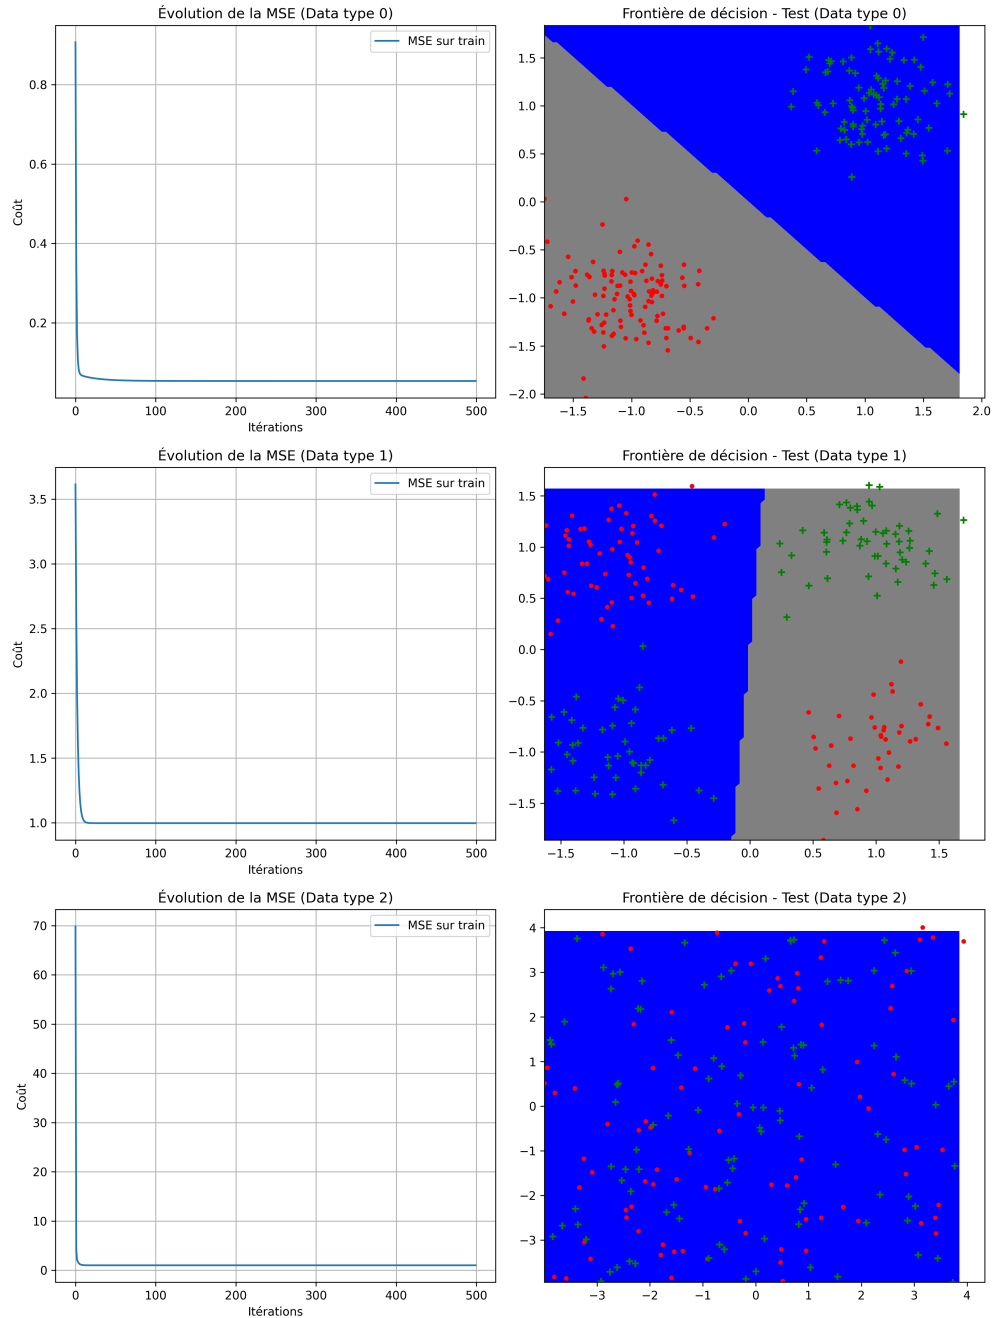 Évolution de la MSE (Data type 0)
MSE sur train
0.8
0.6
0.4
0.2
Coût
0 100 200 300 400 500
Itérations
Frontière de décision - Test (Data type 0)
1.5
1.0
0.5
0.0
−0.5
−1.0
−1.5
−2.0
−1.5 −1.0 −0.5 0.0 0.5 1.0 1.5 2.0
Évolution de la MSE (Data type 1)
MSE sur train
3.5
3.0
2.5
2.0
1.5
1.0
Coût
0 100 200 300 400 500
Itérations
Frontière de décision - Test (Data type 1)
1.5
1.0
0.5
0.0
−0.5
−1.0
−1.5
−1.5 −1.0 −0.5 0.0 0.5 1.0 1.5
Évolution de la MSE (Data type 2)
MSE sur train
70
60
50
40
30
20
10
0
Coût
0 100 200 300 400 500
Itérations
Frontière de décision - Test (Data type 2)
4
3
2
1
0
−1
−2
−3
−3 −2 −1 0 1 2 3 4